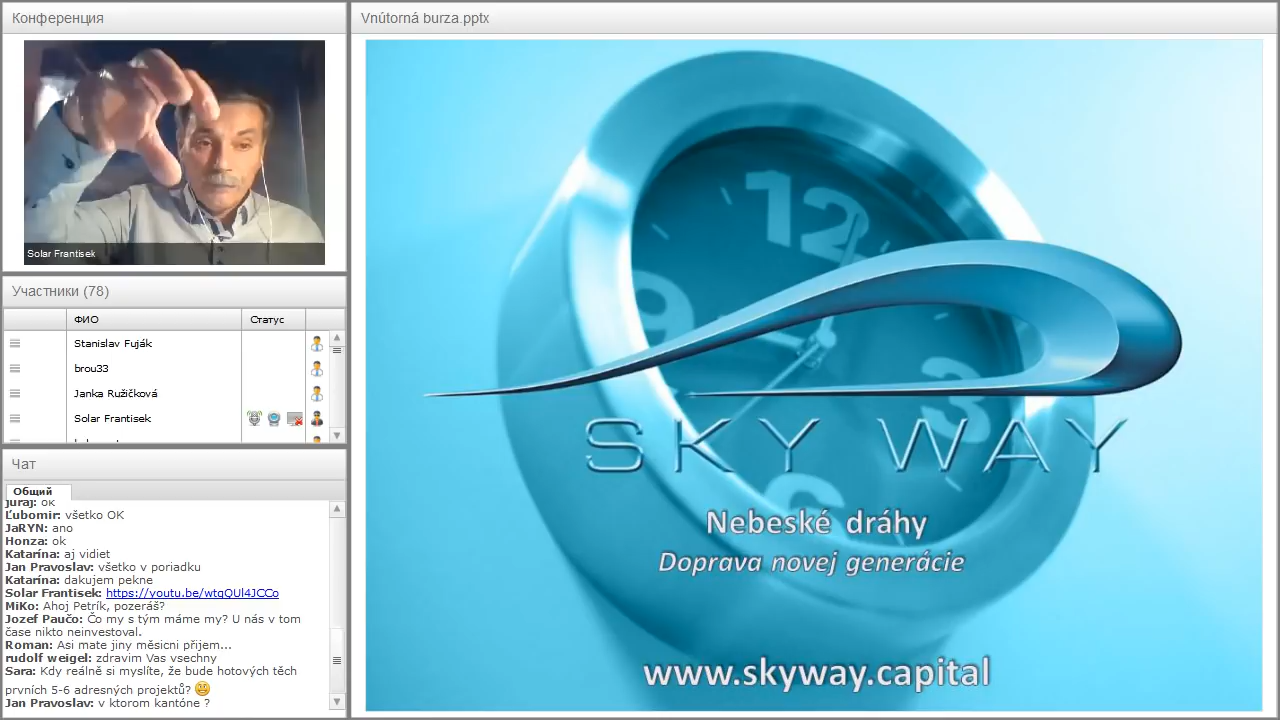 Конференция
Solar Frantisek
Участники (78)
ФИО
Статус
Stanislav Fuják
brou33
Janka Ružičková
Solar Frantisek
Чат
Общий
juraj: ok
Ľubomir: všetko OK
JaRYN: ano
Honza: ok
Katarína: aj vidiet
Jan Pravoslav: všetko v poriadku
Katarína: dakujem pekne
Solar Frantisek: https://youtu.be/wtqQUl4JCCo
MiKo: Ahoj Petrík, pozeráš?
Jozef Paučo: Čo my s tým máme my? U nás v tom
čase nikto neinvestoval.
Roman: Asi mate jiny měsicni přijem...
rudolf weigel: zdravim Vas vsechny
Sara: Kdy reálně si myslíte, že bude hotových těch
prvních 5-6 adresných projektů?
Jan Pravoslav: v ktorom kantóne ?
Vnútorná burza.pptx
12
9
3
6
SKY WAY
Nebeské dráhy
Doprava novej generácie
www.skyway.capital